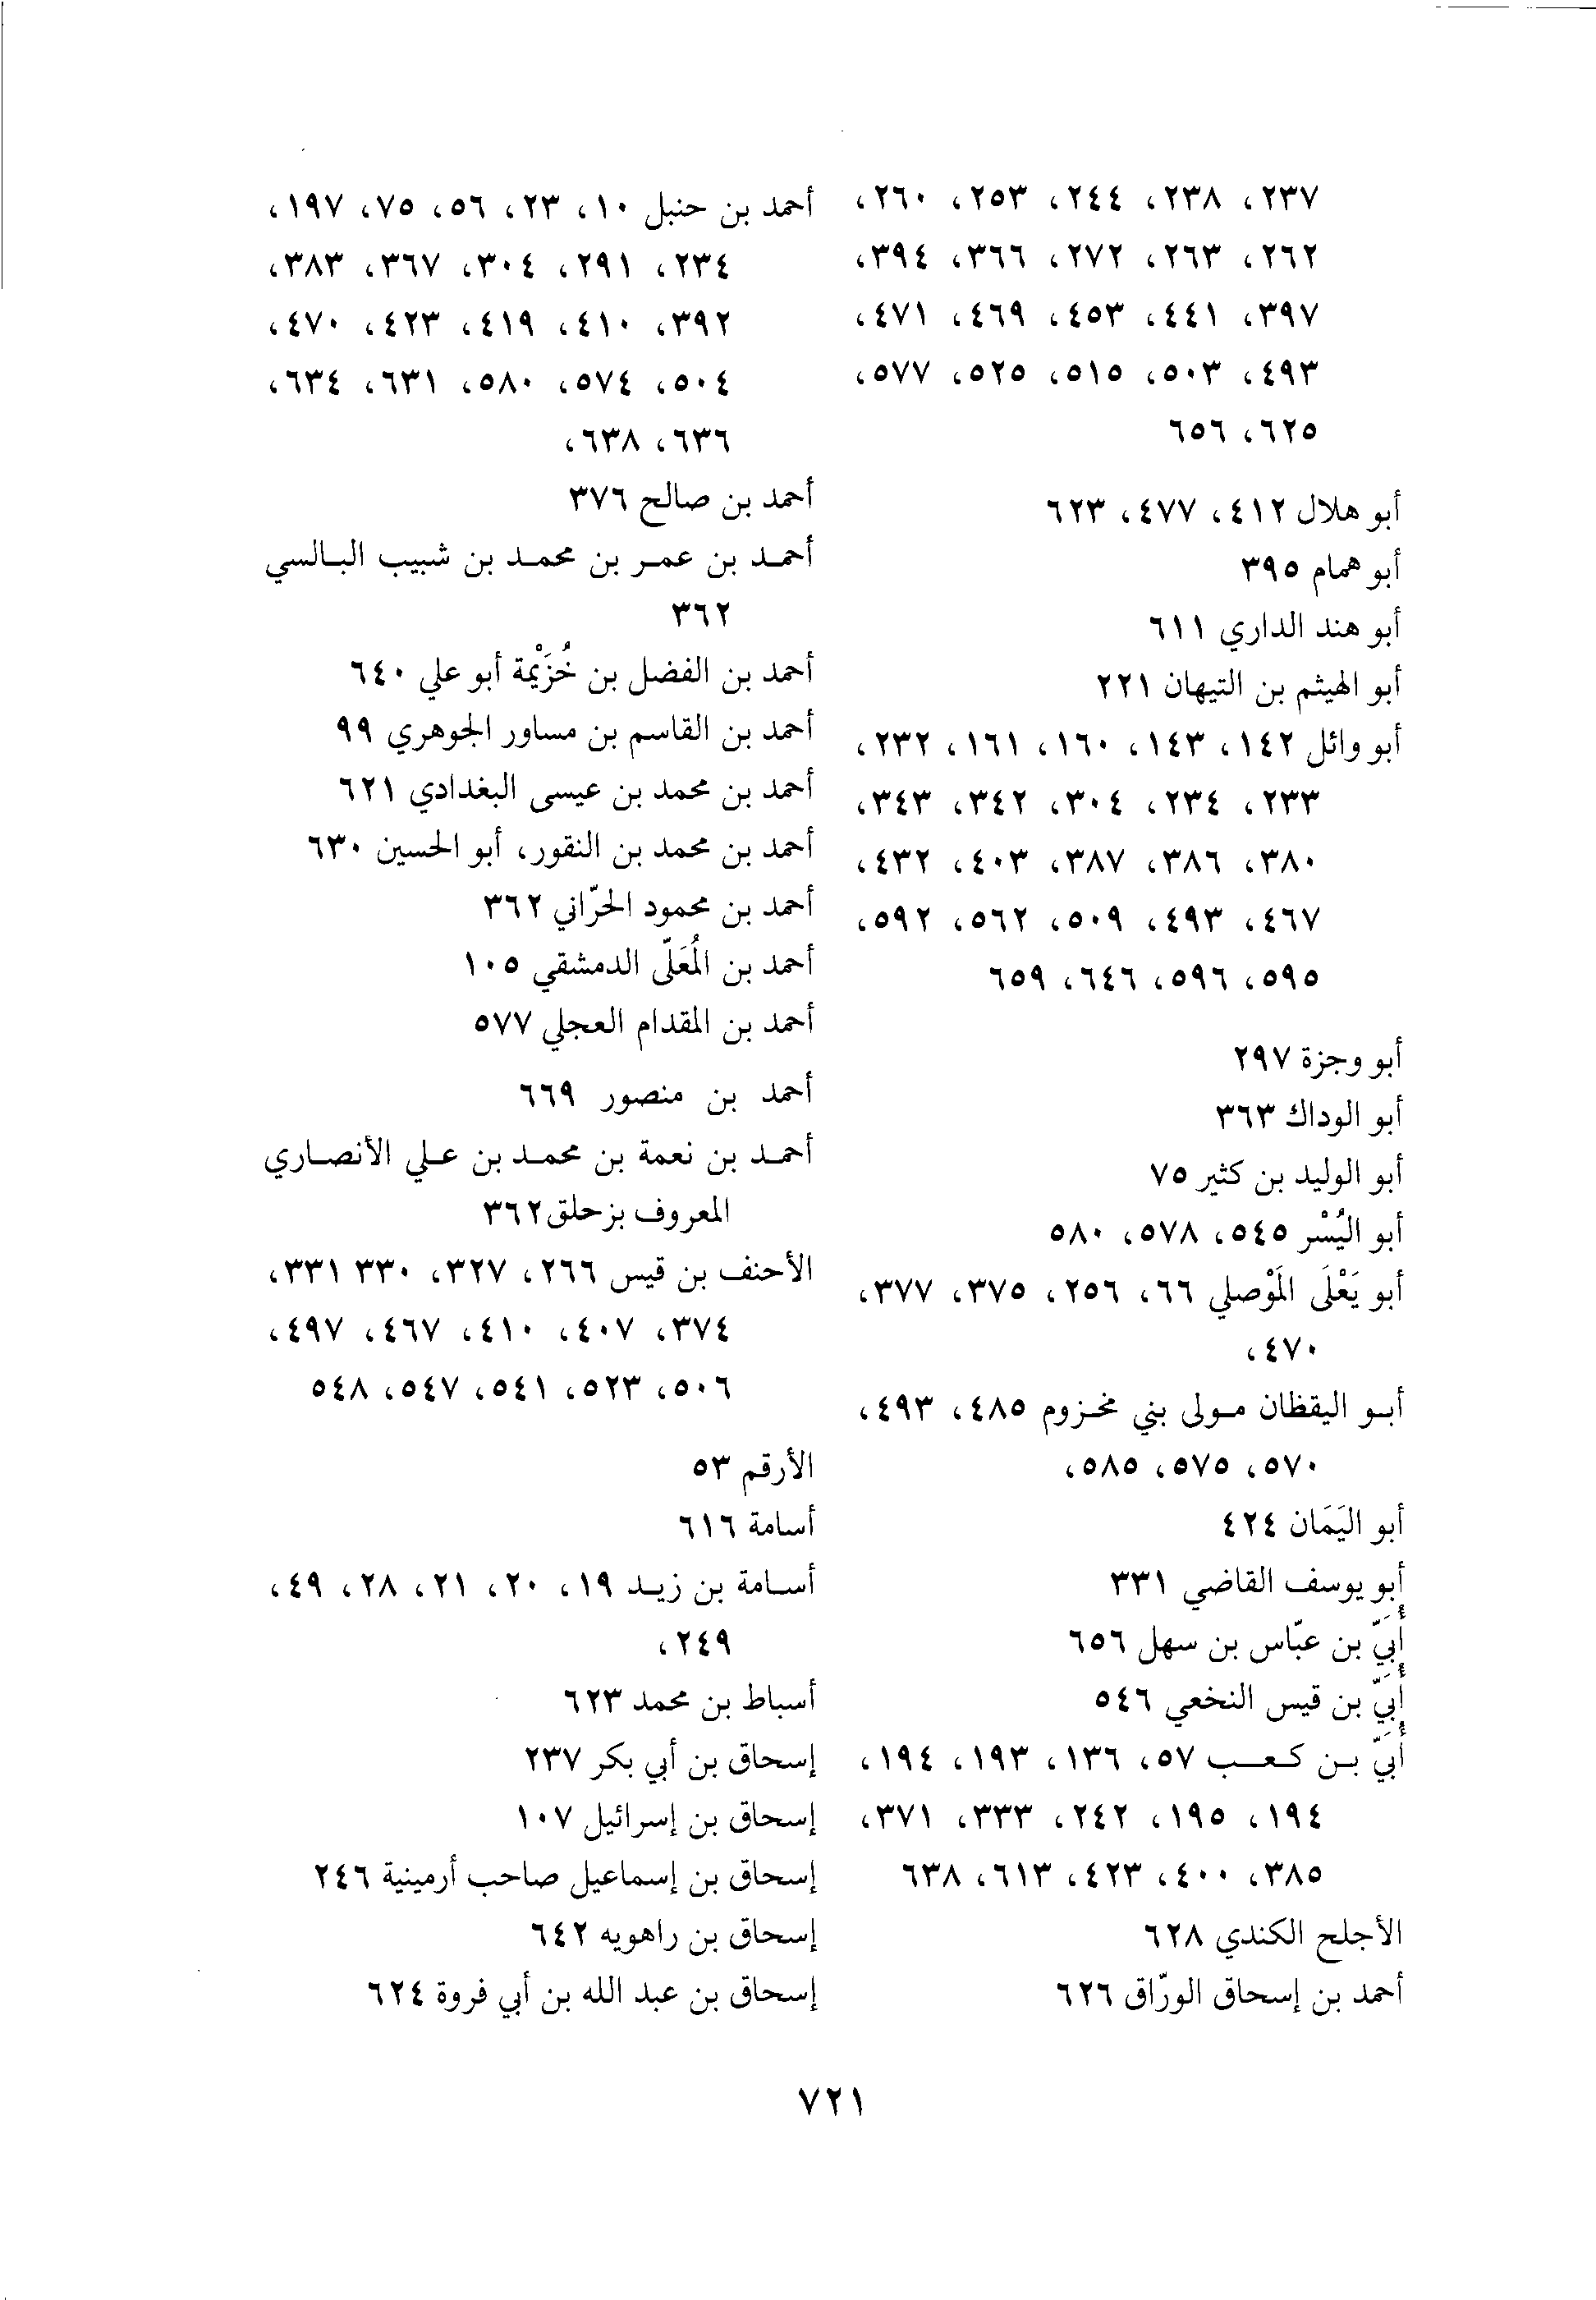 ٢٣٧، ٢٣٨، ٢٤٤، ٢٥٣، ٢٦٠،
٢٦٢، ٢٦٣، ٢٧٢، ٣٦٦، ٣٩٤،
٣٩٧، ٤٤١، ٤٥٣، ٤٦٩، ٤٧١،
٤٩٣، ٥٠٣، ٥١٥، ٥٢٥، ٥٧٧،
٦٢٥، ٦٥٦
أبو هلال ٤١٢، ٤٧٧، ٦٢٣
أبو همام ٣٩٥
أبو هند الداري ٦١١
أبو الهيثم بن التيهان ٢٢١
أبو وائل ١٤٢، ١٤٣، ١٦٠، ١٦١، ٢٣٢،
٢٣٣، ٢٣٤، ٣٠٤، ٣٤٢، ٣٤٣،
٣٨٠، ٣٨٦، ٣٨٧، ٤٠٣، ٤٣٢،
٤٦٧، ٤٩٣، ٥٠٩، ٥٦٢، ٥٩٢،
٥٩٥، ٥٩٦، ٦٤٦، ٦٥٩
أبو وجزة ٢٩٧
أبو الوداك ٣٦٣
أبو الوليد بن كثير ٧٥
أبو اليُسْر ٥٤٥، ٥٧٨، ٥٨٠
أبو يَعْلَى المَوْصلي ٦٦، ٢٥٦، ٣٧٥، ٣٧٧،
٤٧٠،
أبو اليقظان مولى بني مخزوم ٤٨٥، ٤٩٣،
٥٧٠، ٥٧٥، ٥٨٥،
أبو اليَمَان ٤٢٤
أبو يوسف القاضي ٣٣١
أُبَيّ بن عبّاس بن سهل ٦٥٦
أُبَيّ بن قيس النخعي ٥٤٦
أُبَيّ بن كعب ٥٧، ١٣٦، ١٩٣، ١٩٤،
١٩٤، ١٩٥، ٢٤٢، ٣٣٣، ٣٧١،
٣٨٥، ٤٠٠، ٤٢٣، ٦١٣، ٦٣٨
الأجلح الكندي ٦٢٨
أحمد بن إسحاق الورّاق ٦٢٦
أحمد بن حنبل ١٠، ٢٣، ٥٦، ٧٥، ١٩٧،
٢٣٤، ٢٩١، ٣٠٤، ٣٦٧، ٣٨٣،
٣٩٢، ٤١٠، ٤١٩، ٤٢٣، ٤٧٠،
٥٠٤، ٥٧٤، ٥٨٠، ٦٣١، ٦٣٤،
٦٣٦، ٦٣٨،
أحمد بن صالح ٣٧٦
أحمد بن عمر بن محمد بن شبيب البالسي
٣٦٢
أحمد بن الفضل بن خُزَيْمة أبو علي ٦٤٠
أحمد بن القاسم بن مساور الجوهري ٩٩
أحمد بن محمد بن عيسى البغدادي ٦٢١
أحمد بن محمد بن النقور، أبو الحسين ٦٣٠
أحمد بن محمود الحرّاني ٣٦٢
أحمد بن المُعَلّى الدمشقي ١٠٥
أحمد بن المقدام العجلي ٥٧٧
أحمد بن منصور ٦٦٩
أحمد بن نعمة بن محمد بن علي الأنصاري
المعروف بزحلق٣٦٢
الأحنف بن قيس ٢٦٦، ٣٢٧، ٣٣٠ ٣٣١،
٣٧٤، ٤٠٧، ٤١٠، ٤٦٧، ٤٩٧،
٥٠٦، ٥٢٣، ٥٤١، ٥٤٧، ٥٤٨
الأرقم ٥٣
أسامة ٦١٦
أسامة بن زيد ١٩، ٢٠، ٢١، ٢٨، ٤٩،
٢٤٩،
أسباط بن محمد ٦٢٣
إسحاق بن أبي بكر ٢٣٧
إسحاق بن إسرائيل ١٠٧
إسحاق بن إسماعيل صاحب أرمينية ٢٤٦
إسحاق بن راهويه ٦٤٢
إسحاق بن عبد الله بن أبي فروة ٦٢٤
٧٢١